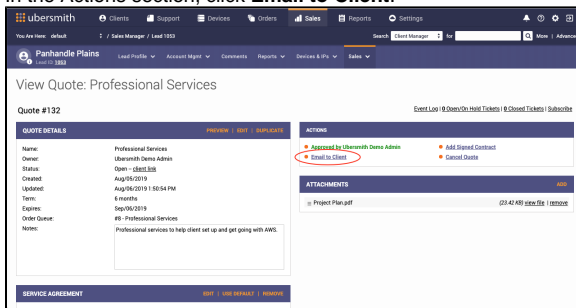 In the Actions section, click Email to Client.
ubersmith Clients Support Devices Orders Sales Reports Settings
You Are Here: default / Sales Manager / Lead 1053 Search Client Manager for More | Advance
Panhandle Plains
Lead ID: 1053
Lead Profile Account Mgmt Comments Reports Devices & IPs Sales
View Quote: Professional Services
Quote #132 Event Log | 0 Open/On Hold Tickets | 0 Closed Tickets | Subscribe
QUOTE DETAILS PREVIEW | EDIT | DUPLICATE
Name: Professional Services
Owner: Ubersmith Demo Admin
Status: Open – client link
Created: Aug/05/2019
Updated: Aug/06/2019 1:50:54 PM
Term: 6 months
Expires: Sep/06/2019
Order Queue: #8 - Professional Services
Notes: Professional services to help client set up and get going with AWS.
ACTIONS
Approved by Ubersmith Demo Admin Add Signed Contract
Email to Client Cancel Quote
ATTACHMENTS ADD
Project Plan.pdf (23.42 KB) view file | remove
SERVICE AGREEMENT EDIT | USE DEFAULT | REMOVE